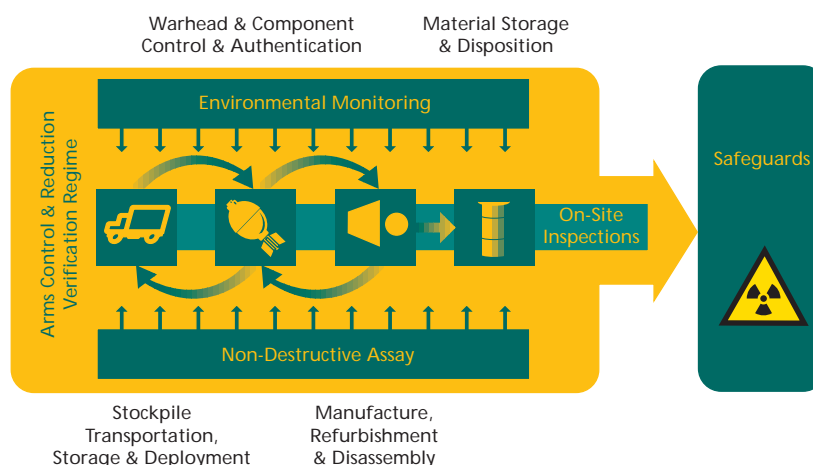 Warhead & Component
Control & Authentication
Material Storage
& Disposition
Arms Control & Reduction
Verification Regime
Environmental Monitoring
Safeguards
On-Site
Inspections
Non-Destructive Assay
Stockpile
Transportation,
Storage & Deployment
Manufacture,
Refurbishment
& Disassembly